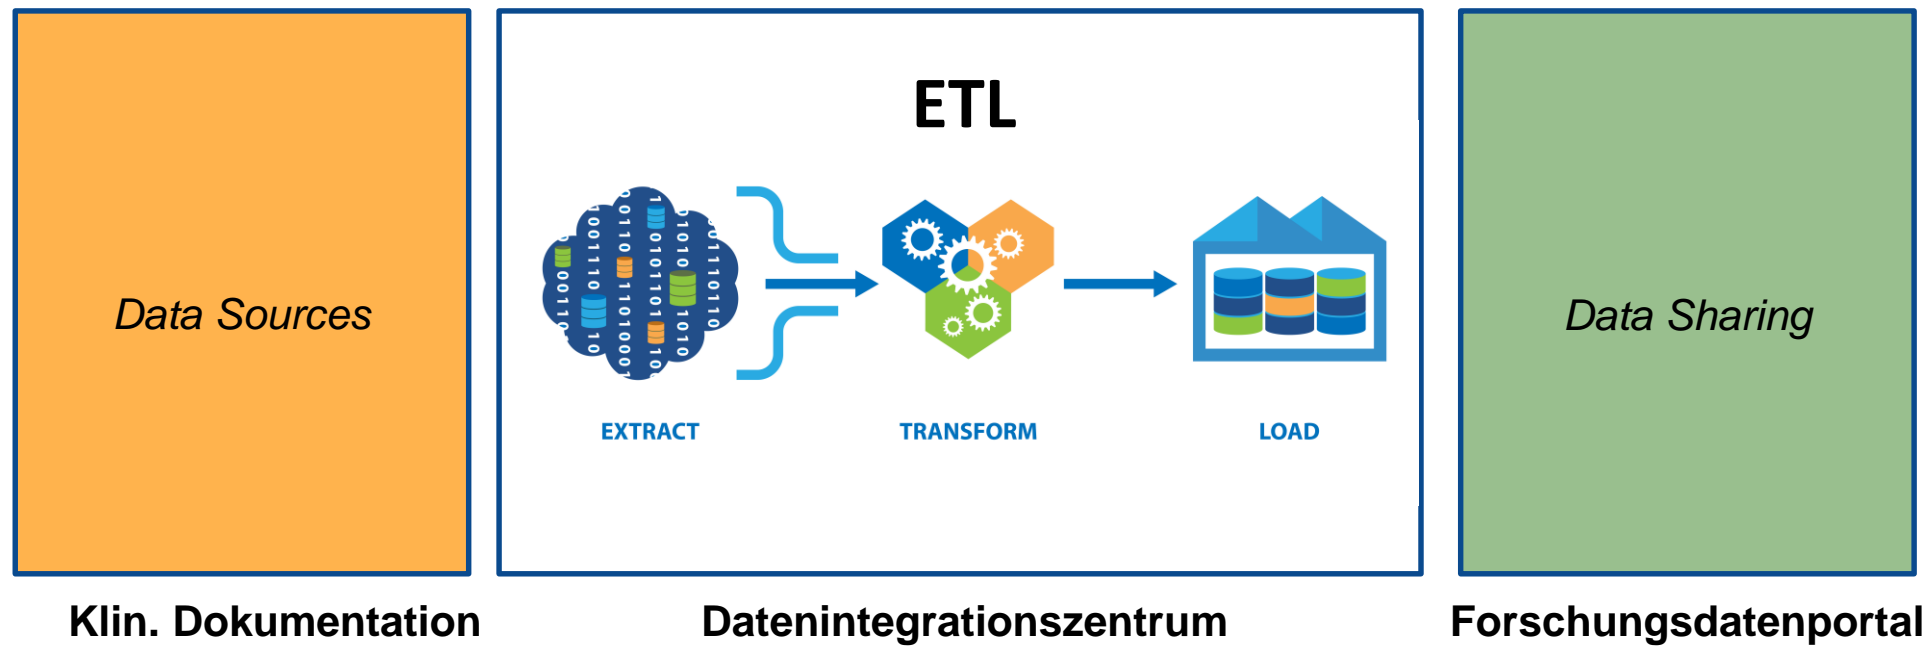 ETL
Data Sources
Data Sharing
EXTRACT
TRANSFORM
LOAD
Klin. Dokumentation
Datenintegrationszentrum
Forschungsdatenportal